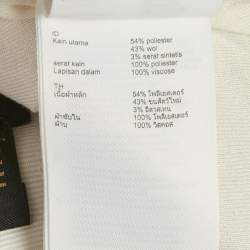 ID
Kain utama 54% poliester
43% wol
3% serat sintetis
serat kain 100% poliester
Lapisan dalam 100% viscose
TH
เนื้อผ้าหลัก 54% โพลีเอสเตอร์
43% ขนสัตว์ใหม่
3% อีลาสเทน
ผ้าซับใน 100% โพลีเอสเตอร์
100% วิสคอส